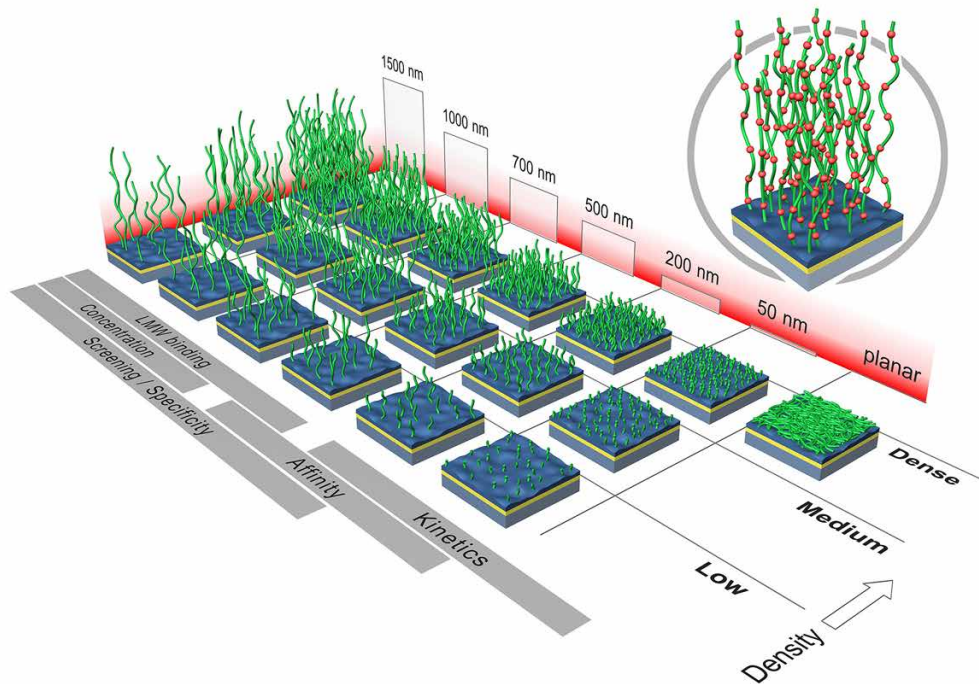 1500 nm
1000 nm
700 nm
500 nm
200 nm
50 nm
planar
LMW binding
Concentration
Screening / Specificity
Affinity
Kinetics
Dense
Medium
Low
Density